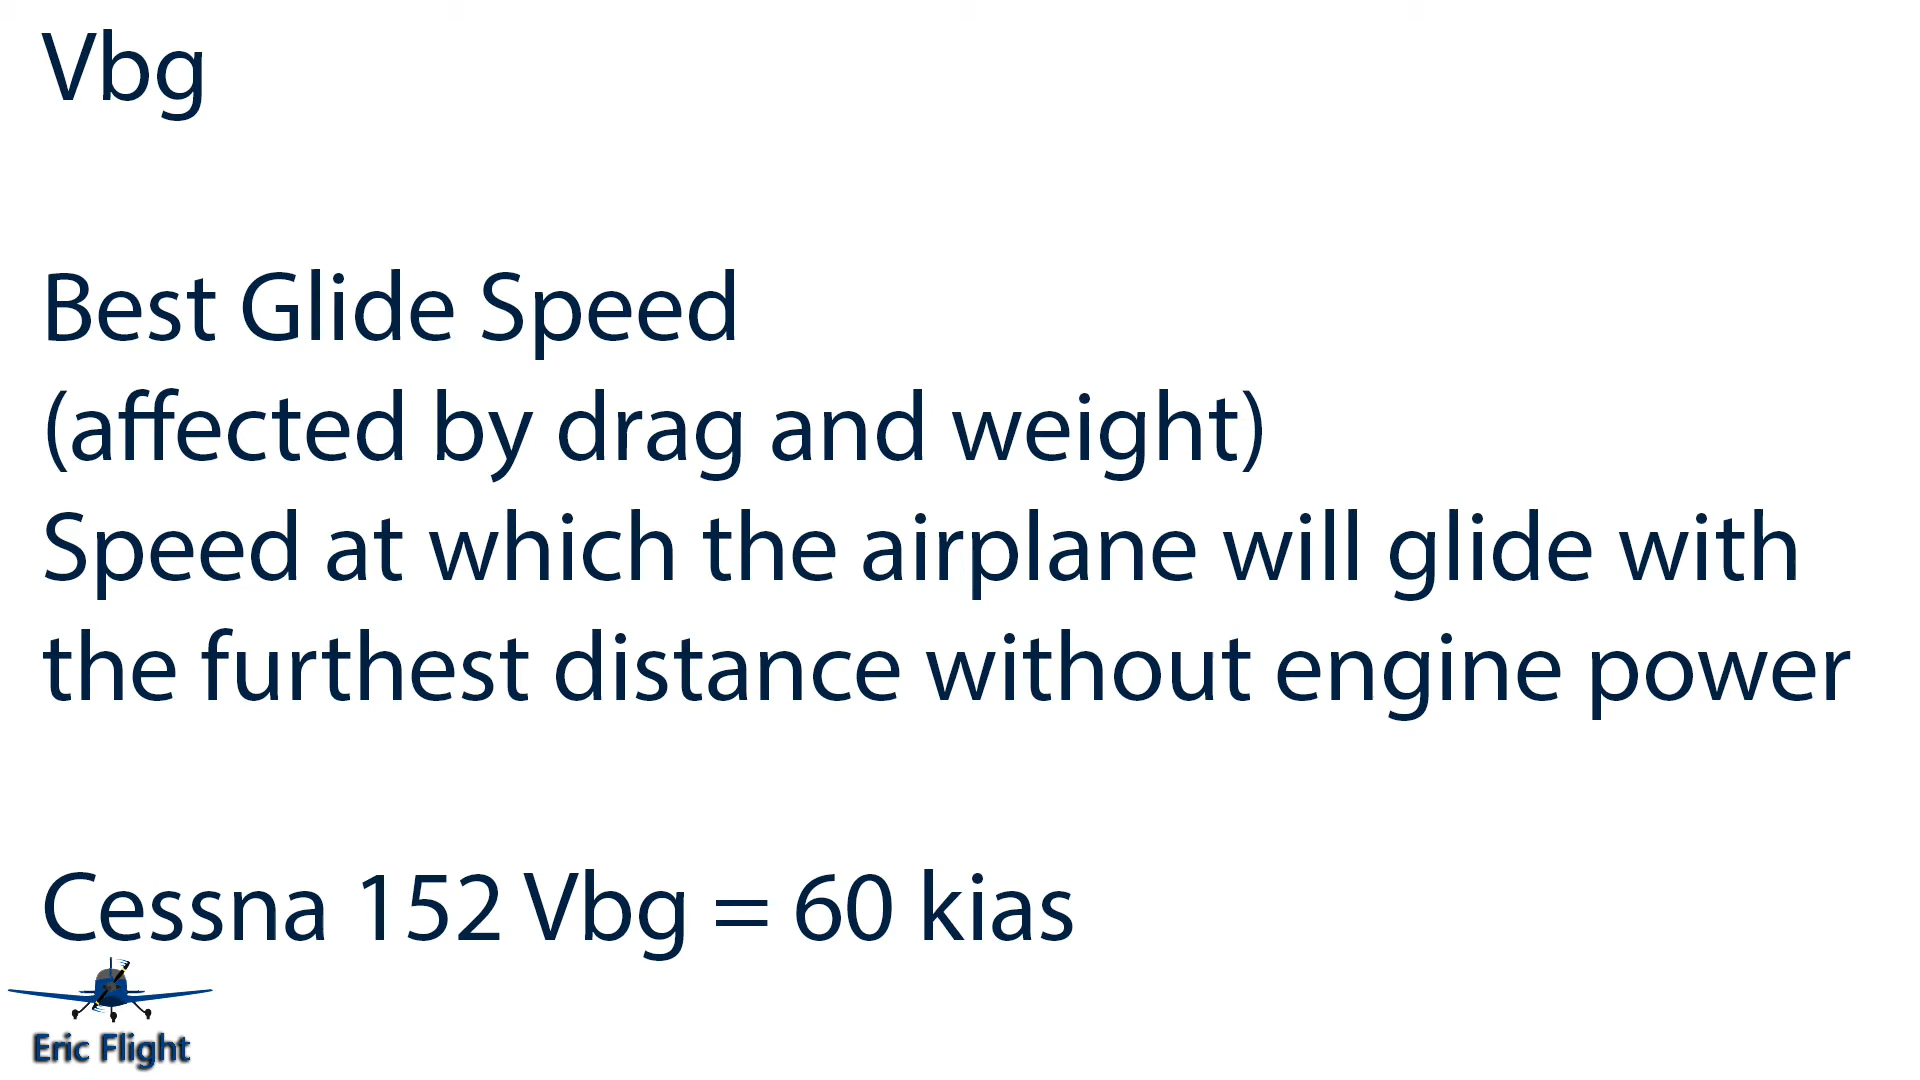 Vbg
Best Glide Speed
(affected by drag and weight)
Speed at which the airplane will glide with
the furthest distance without engine power
Cessna 152 Vbg = 60 kias
Eric Flight